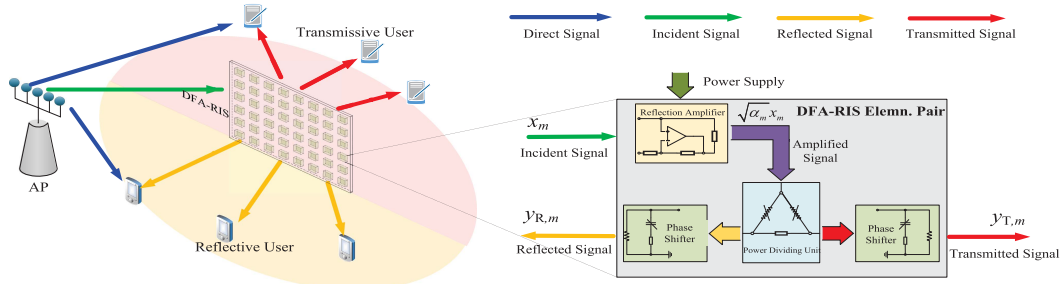 Transmissive User
DFA-RIS
AP
Reflective User
Direct Signal
Incident Signal
Reflected Signal
Transmitted Signal
Power Supply
Reflection Amplifier
√α_m x_m
DFA-RIS Elemn. Pair
x_m
Incident Signal
Amplified
Signal
y_{R,m}
Reflected Signal
Phase
Shifter
Power Dividing Unit
Phase
Shifter
y_{T,m}
Transmitted Signal